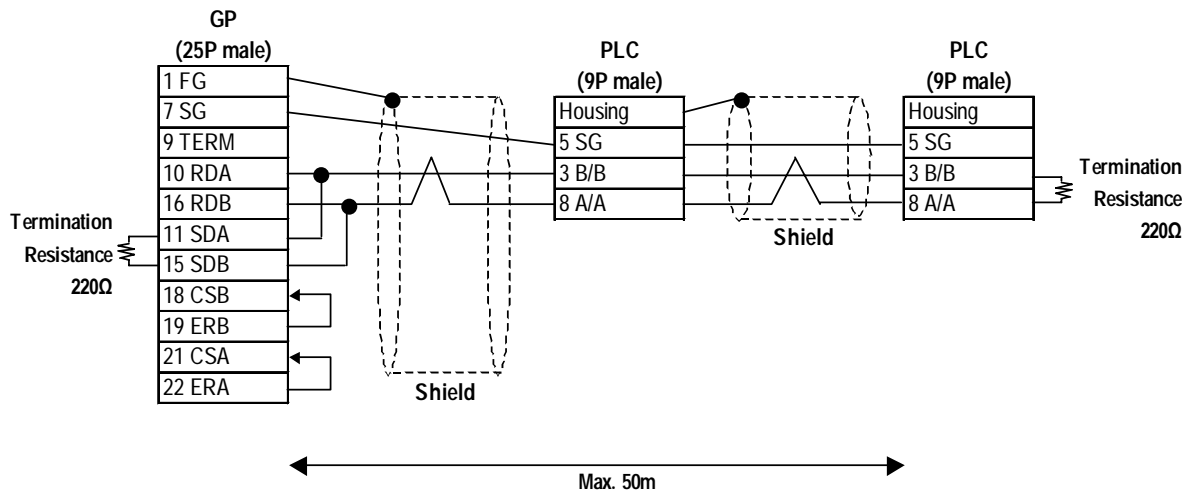 GP
(25P male)
1 FG
7 SG
9 TERM
10 RDA
16 RDB
11 SDA
15 SDB
18 CSB
19 ERB
21 CSA
22 ERA
Termination
Resistance
220Ω
Shield
PLC
(9P male)
Housing
5 SG
3 B/B
8 A/A
Shield
PLC
(9P male)
Housing
5 SG
3 B/B
8 A/A
Termination
Resistance
220Ω
Max. 50m